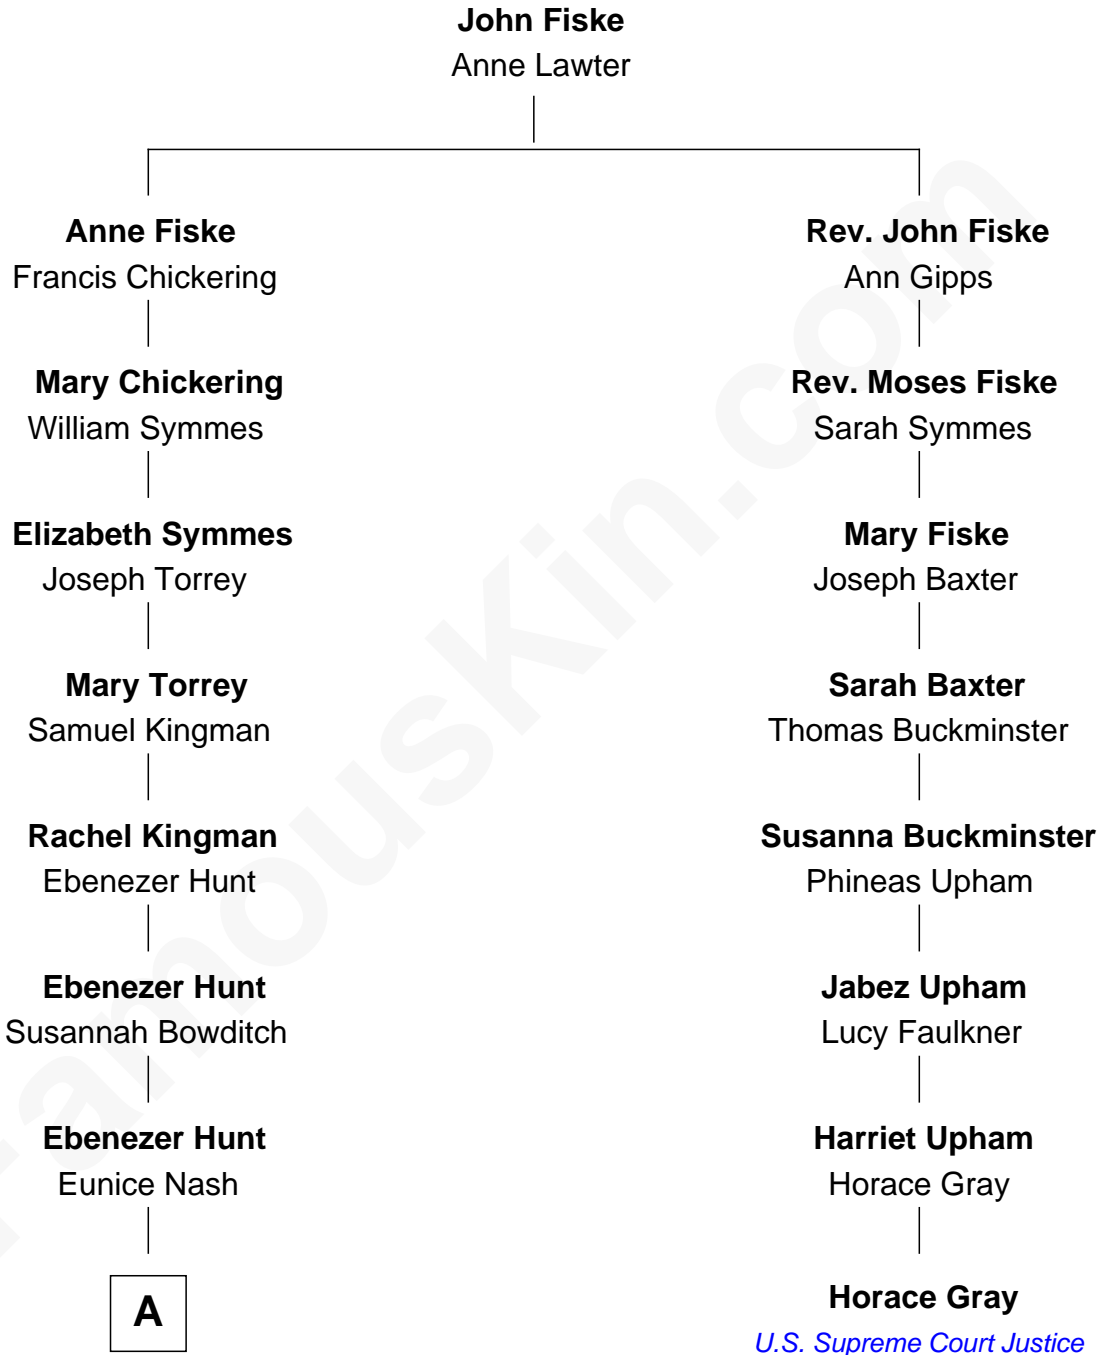 John Fiske
Anne Lawter
Anne Fiske
Francis Chickering
Rev. John Fiske
Ann Gipps
Mary Chickering
William Symmes
Rev. Moses Fiske
Sarah Symmes
Elizabeth Symmes
Joseph Torrey
Mary Fiske
Joseph Baxter
Mary Torrey
Samuel Kingman
Sarah Baxter
Thomas Buckminster
Rachel Kingman
Ebenezer Hunt
Susanna Buckminster
Phineas Upham
Ebenezer Hunt
Susannah Bowditch
Jabez Upham
Lucy Faulkner
Ebenezer Hunt
Eunice Nash
Harriet Upham
Horace Gray
A
Horace Gray
U.S. Supreme Court Justice
FamousKin.com